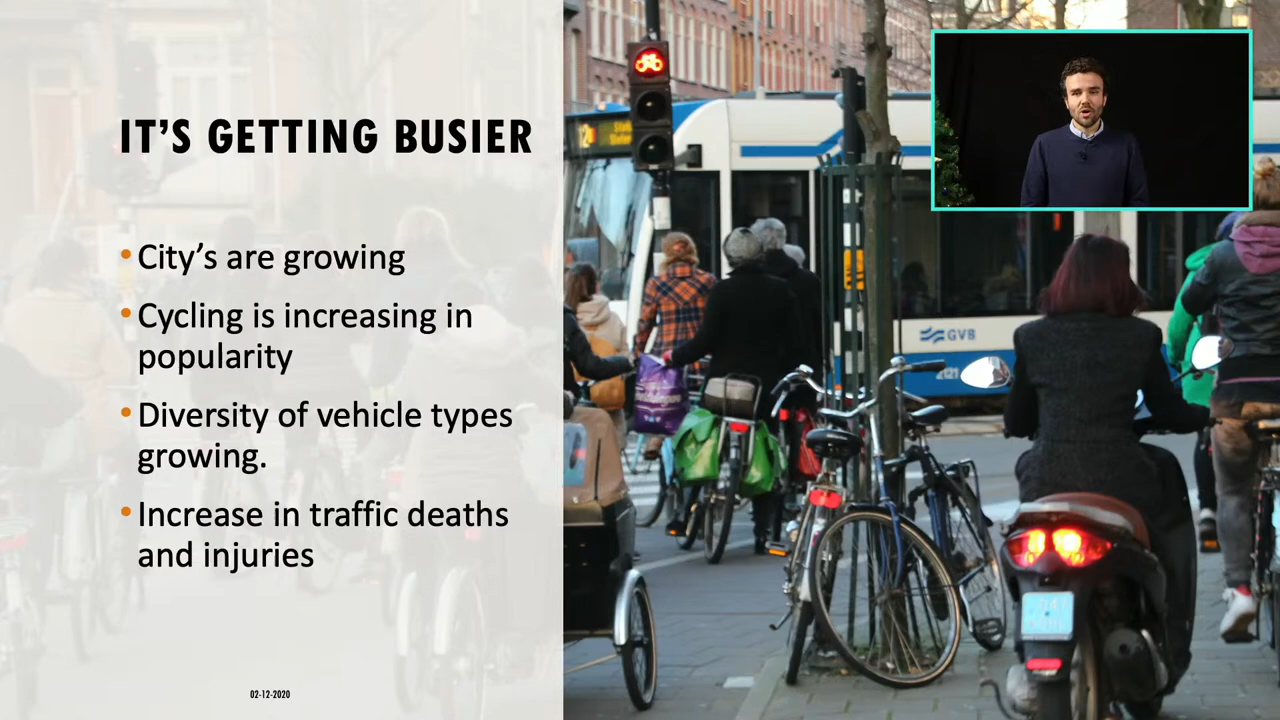 IT'S GETTING BUSIER
• City's are growing
• Cycling is increasing in
popularity
• Diversity of vehicle types
growing.
• Increase in traffic deaths
and injuries
02-12-2020
GVB